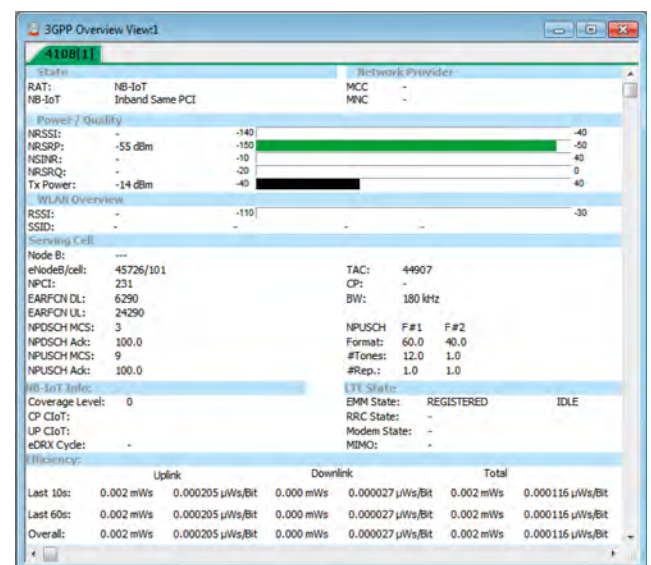 3GPP Overview View:1
4108[1]
State Network Provider
RAT: NB-IoT MCC -
NB-IoT Inband Same PCI MNC -
Power / Quality
NRSSI: - -140 -40
NRSRP: -55 dBm -150 -50
NSINR: - -10 40
NRSRQ: - -20 0
Tx Power: -14 dBm -40 40
WLAN Overview
RSSI: - -110 -30
SSID: - - - -
Serving Cell
Node B: ---
eNodeB/cell: 45726/101 TAC: 44907
NPCI: 231 CP: -
EARFCN DL: 6290 BW: 180 kHz
EARFCN UL: 24290
NPDSCH MCS: 3 NPUSCH F#1 F#2
NPDSCH Ack: 100.0 Format: 60.0 40.0
NPUSCH MCS: 9 #Tones: 12.0 1.0
NPUSCH Ack: 100.0 #Rep.: 1.0 1.0
NB-IoT Info: LTE State
Coverage Level: 0 EMM State: REGISTERED IDLE
CP CIoT: RRC State: -
UP CIoT: Modem State: -
eDRX Cycle: - MIMO: -
Efficiency:
Uplink Downlink Total
Last 10s: 0.002 mWs 0.000205 µWs/Bit 0.000 mWs 0.000027 µWs/Bit 0.002 mWs 0.000116 µWs/Bit
Last 60s: 0.002 mWs 0.000205 µWs/Bit 0.000 mWs 0.000027 µWs/Bit 0.002 mWs 0.000116 µWs/Bit
Overall: 0.002 mWs 0.000205 µWs/Bit 0.000 mWs 0.000027 µWs/Bit 0.002 mWs 0.000116 µWs/Bit